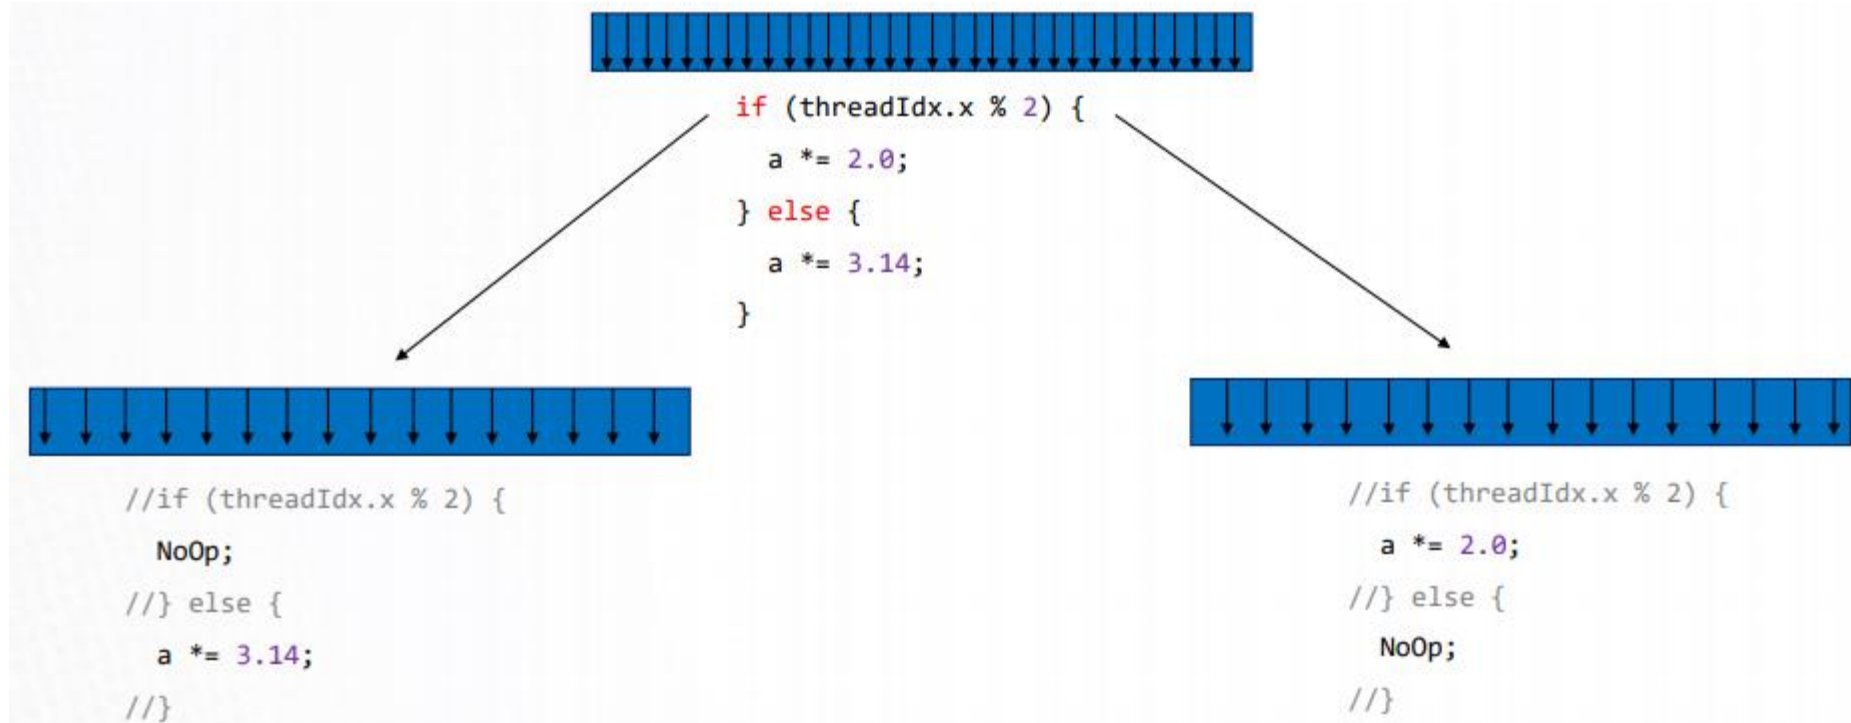 if (threadIdx.x % 2) {
a *= 2.0;
} else {
a *= 3.14;
}
//if (threadIdx.x % 2) {
NoOp;
//} else {
a *= 3.14;
//}
//if (threadIdx.x % 2) {
a *= 2.0;
//} else {
NoOp;
//}